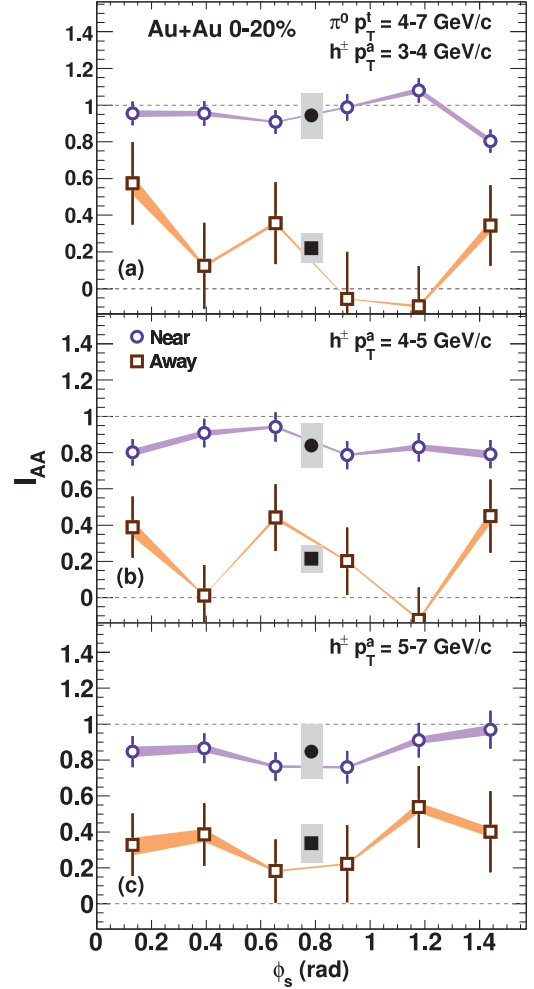 Au+Au 0-20%
π⁰ p_T^t = 4-7 GeV/c
h± p_T^a = 3-4 GeV/c
1.4
1.2
1
0.8
0.6
0.4
0.2
0
(a)
Near
Away
h± p_T^a = 4-5 GeV/c
1.4
1.2
1
0.8
0.6
0.4
0.2
0
(b)
I_AA
h± p_T^a = 5-7 GeV/c
1.4
1.2
1
0.8
0.6
0.4
0.2
0
(c)
0 0.2 0.4 0.6 0.8 1 1.2 1.4
ϕ_s (rad)